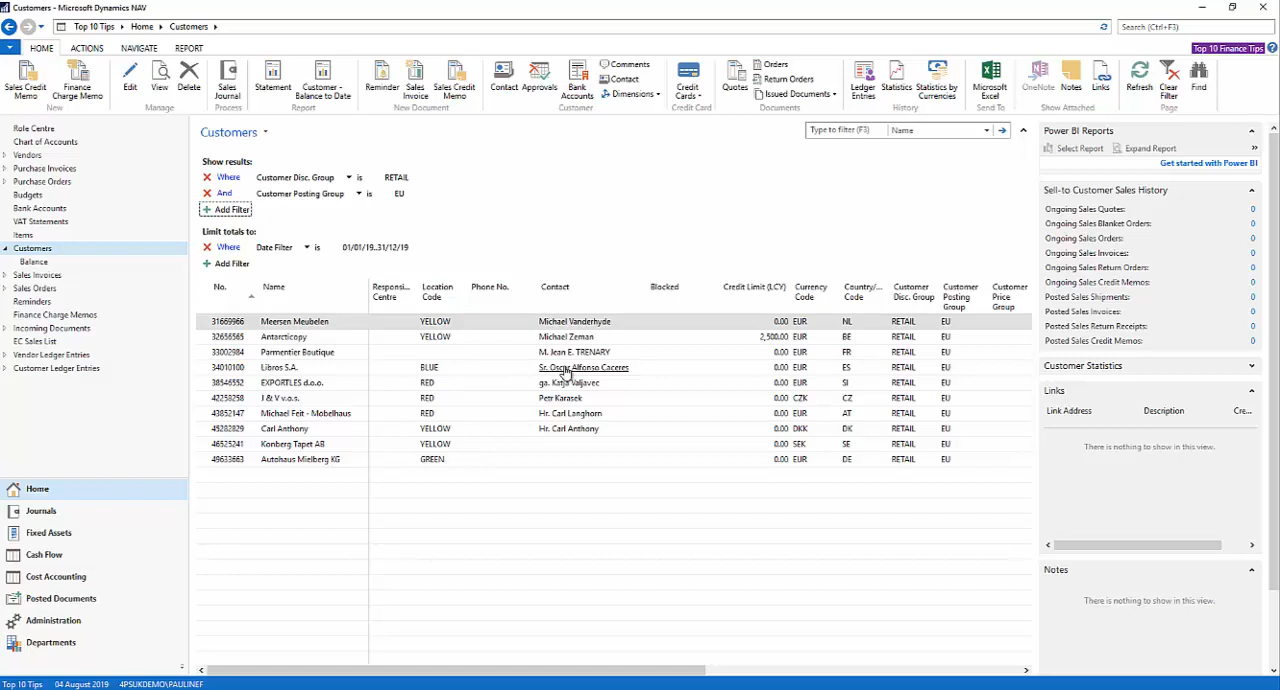 Customers - Microsoft Dynamics NAV
Top 10 Tips Home Customers
Search (Ctrl+F3)
HOME ACTIONS NAVIGATE REPORT
Top 10 Finance Tips
Sales Credit Memo
Finance Charge Memo
New
Edit
View
Delete
Manage
Sales Journal
Process
Statement
Customer - Balance to Date
Report
Reminder
Sales Invoice
Sales Credit Memo
New Document
Contact
Approvals
Bank Accounts
Comments
Contact
Dimensions
Customer
Credit Cards
Credit Card
Quotes
Orders
Return Orders
Issued Documents
Documents
Ledger Entries
Statistics
Statistics by Currencies
History
Microsoft Excel
Send To
OneNote
Notes
Links
Show Attached
Refresh
Clear Filter
Find
Page
Role Centre
Chart of Accounts
Vendors
Purchase Invoices
Purchase Orders
Budgets
Bank Accounts
VAT Statements
Items
Customers
Balance
Sales Invoices
Sales Orders
Reminders
Finance Charge Memos
Incoming Documents
EC Sales List
Vendor Ledger Entries
Customer Ledger Entries
Home
Journals
Fixed Assets
Cash Flow
Cost Accounting
Posted Documents
Administration
Departments
Customers
Type to filter (F3) Name
Show results:
Where Customer Disc. Group is RETAIL
And Customer Posting Group is EU
Add Filter
Limit totals to:
Where Date Filter is 01/01/19..31/12/19
Add Filter
No. Name Responsi... Centre Location Code Phone No. Contact Blocked Credit Limit (LCY) Currency Code Country/... Code Customer Disc. Group Customer Posting Group Customer Price Group
31669966 Meersen Meubelen YELLOW Michael Vanderhyde 0.00 EUR NL RETAIL EU
32656565 Antarcticopy YELLOW Michael Zeman 2,500.00 EUR BE RETAIL EU
33002984 Parmentier Boutique M. Jean E. TRENARY 0.00 EUR FR RETAIL EU
34010100 Libros S.A. BLUE Sr. Oscar Alfonso Caceres 0.00 EUR ES RETAIL EU
38546552 EXPORTLES d.o.o. RED ga. Katja Valjavec 0.00 EUR SI RETAIL EU
42258258 J & V v.o.s. RED Petr Karasek 0.00 CZK CZ RETAIL EU
43852147 Michael Feit - Möbelhaus RED Hr. Carl Langhorn 0.00 EUR AT RETAIL EU
45282829 Carl Anthony YELLOW Hr. Carl Anthony 0.00 DKK DK RETAIL EU
46525241 Konberg Tapet AB YELLOW 0.00 SEK SE RETAIL EU
49633663 Autohaus Mielberg KG GREEN 0.00 EUR DE RETAIL EU
Power BI Reports
Select Report Expand Report
Get started with Power BI
Sell-to Customer Sales History
Ongoing Sales Quotes: 0
Ongoing Sales Blanket Orders: 0
Ongoing Sales Orders: 0
Ongoing Sales Invoices: 0
Ongoing Sales Return Orders: 0
Ongoing Sales Credit Memos: 0
Posted Sales Shipments: 0
Posted Sales Invoices: 0
Posted Sales Return Receipts: 0
Posted Sales Credit Memos: 0
Customer Statistics
Links
Link Address Description Cre...
There is nothing to show in this view.
Notes
There is nothing to show in this view.
Top 10 Tips 04 August 2019 4PSUKDEMO\PAULINEF